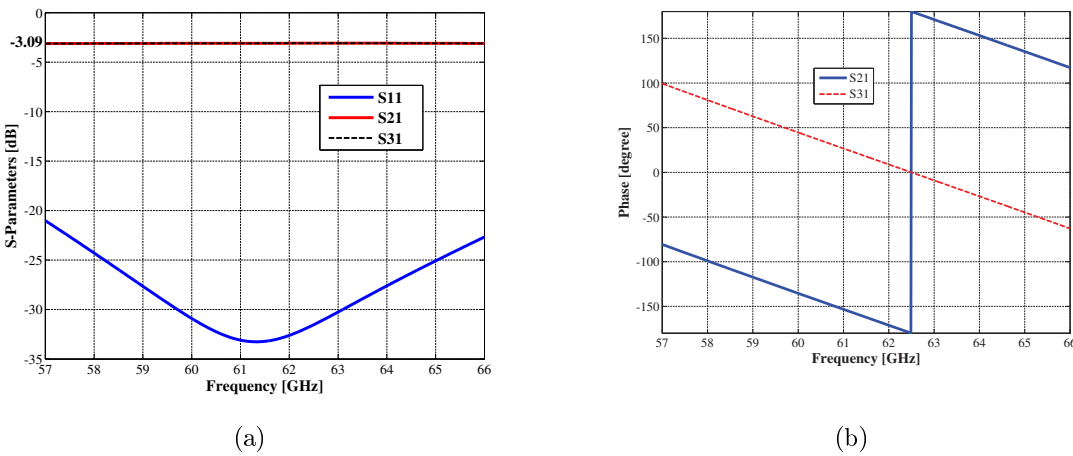 0
-3.09
-5
-10
-15
-20
-25
-30
-35
S-Parameters [dB]
S11
S21
S31
57 58 59 60 61 62 63 64 65 66
Frequency [GHz]
(a)
150
100
50
0
-50
-100
-150
Phase [degree]
S21
S31
57 58 59 60 61 62 63 64 65 66
Frequency [GHz]
(b)